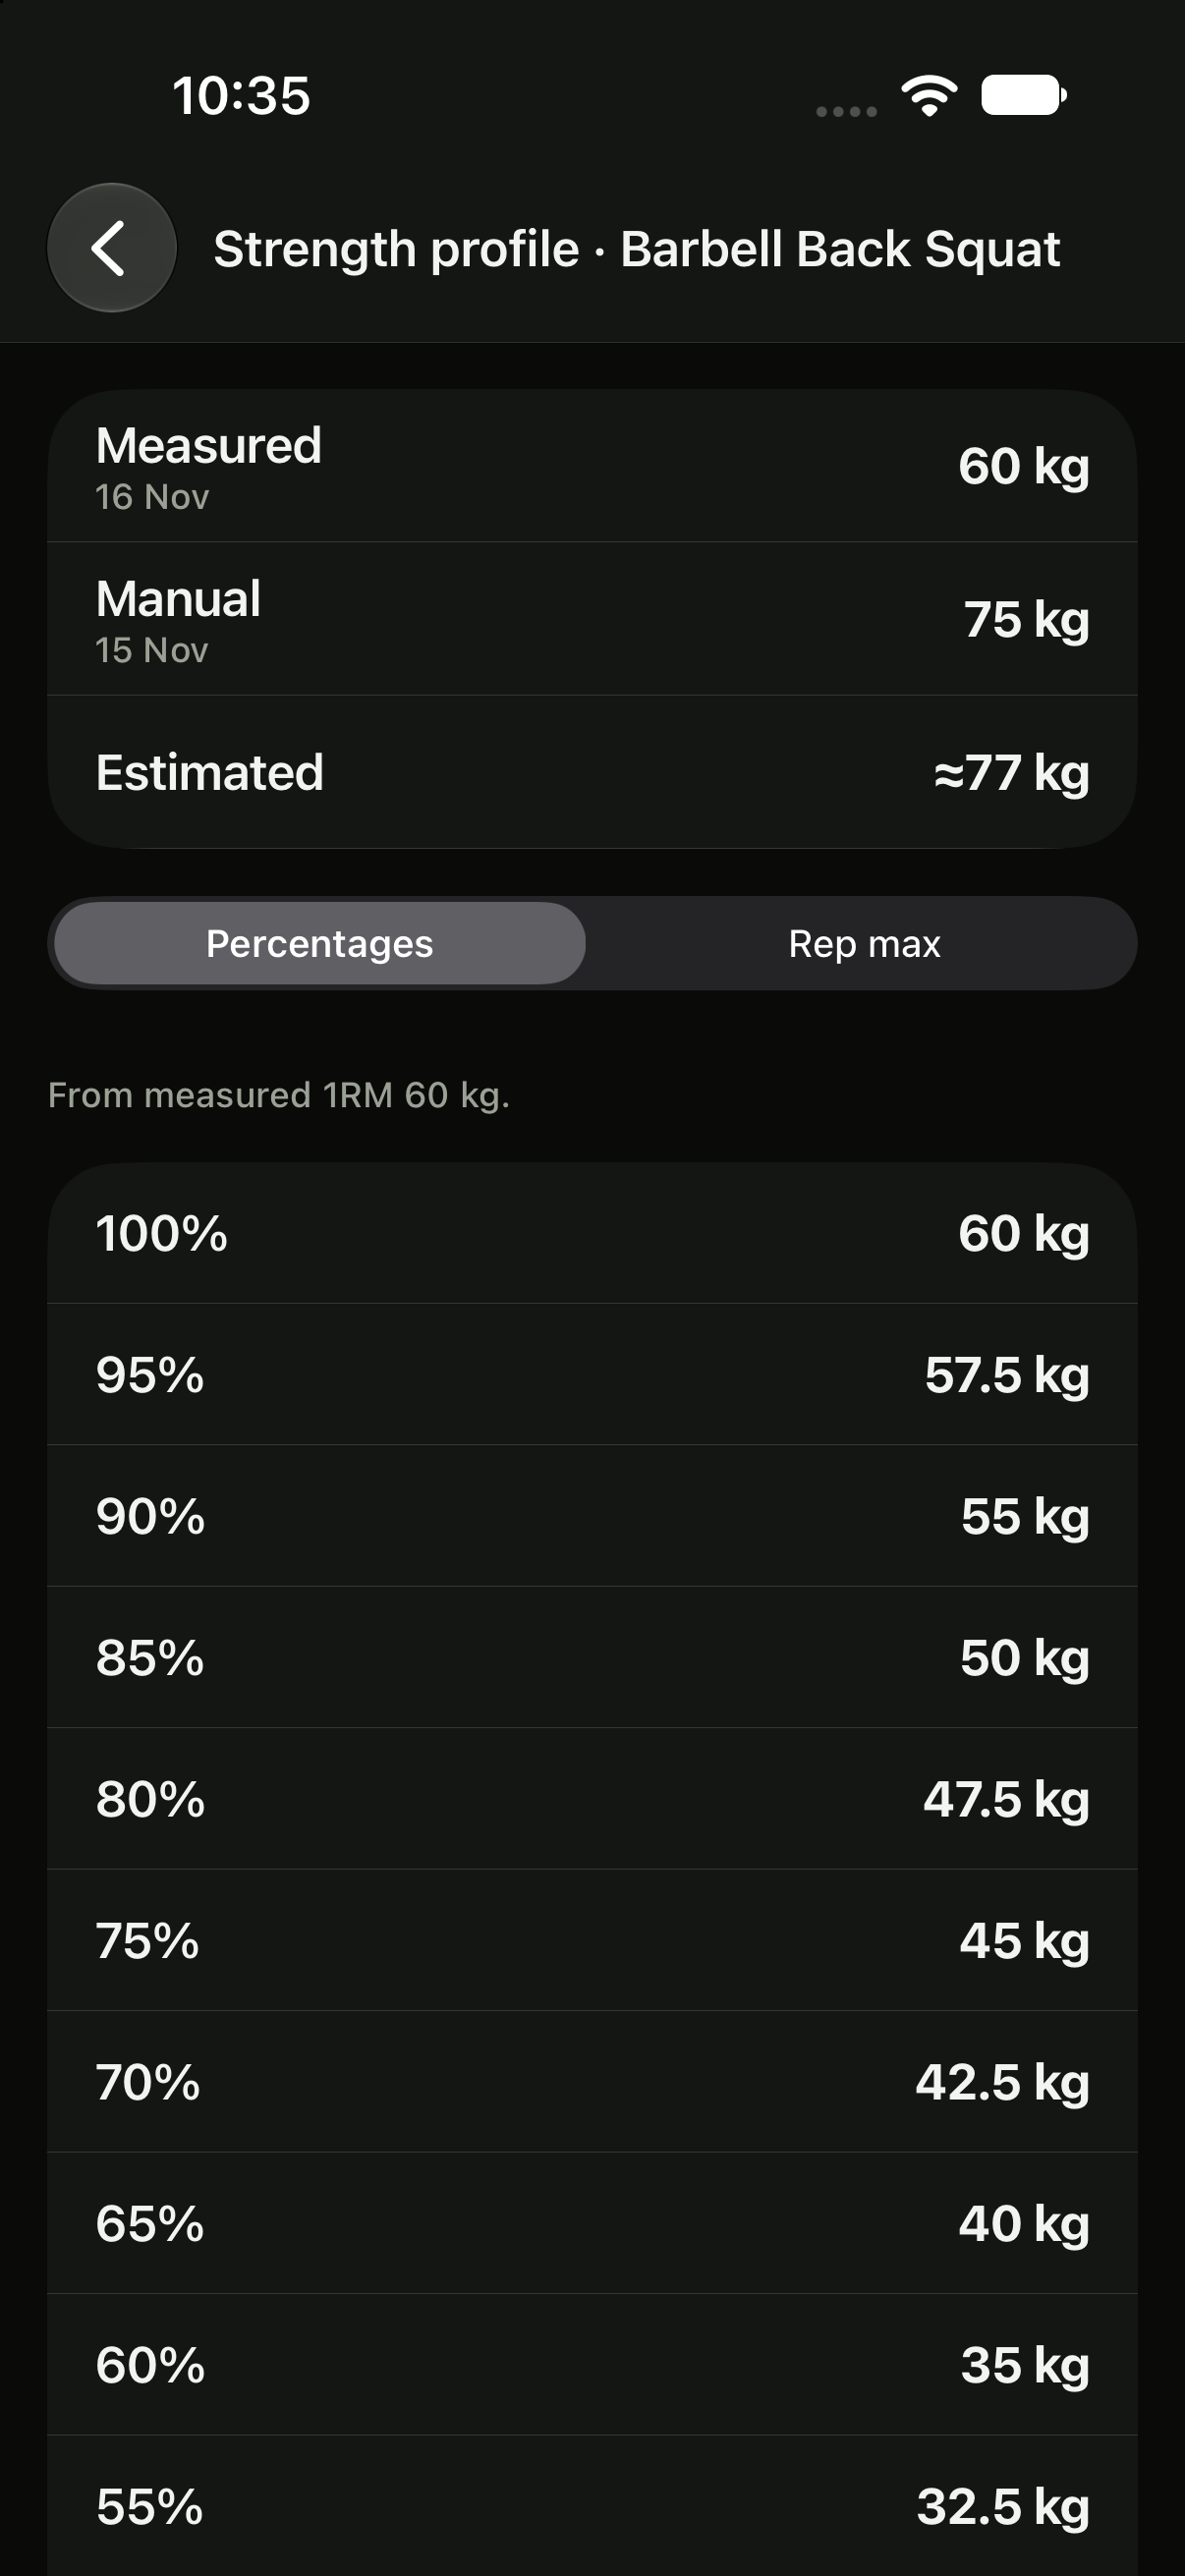 10:35
Strength profile · Barbell Back Squat
Measured
60 kg
16 Nov
Manual
75 kg
15 Nov
Estimated
≈77 kg
Percentages
Rep max
From measured 1RM 60 kg.
100%
60 kg
95%
57.5 kg
90%
55 kg
85%
50 kg
80%
47.5 kg
75%
45 kg
70%
42.5 kg
65%
40 kg
60%
35 kg
55%
32.5 kg